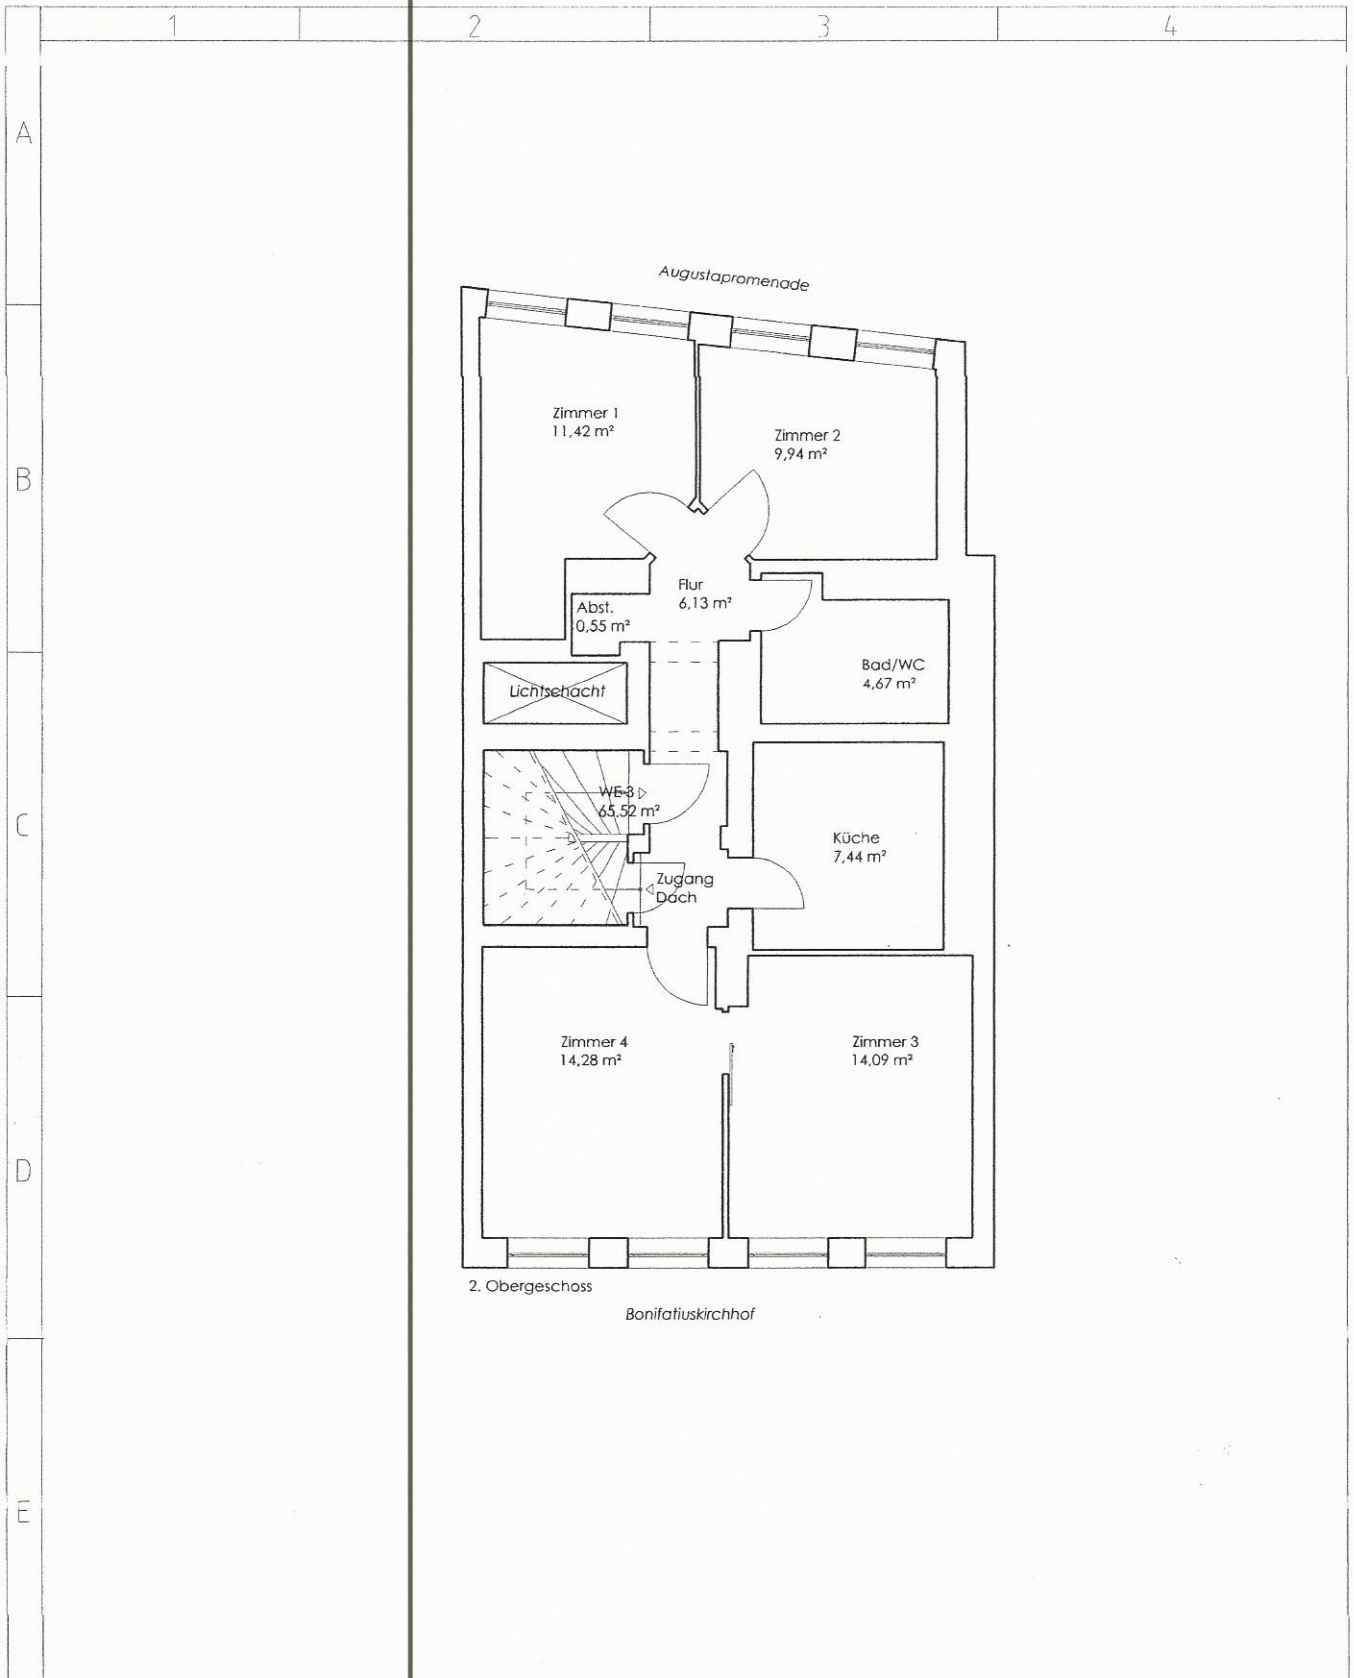 1 2 3 4
A
Augustapromenade
Zimmer 1
11,42 m²
Zimmer 2
9,94 m²
B
Flur
6,13 m²
Abst.
0,55 m²
Bad/WC
4,67 m²
Lichtschacht
WE 3
65,52 m²
C
Küche
7,44 m²
Zugang
Dach
Zimmer 4
14,28 m²
Zimmer 3
14,09 m²
D
2. Obergeschoss
Bonifatiuskirchhof
E